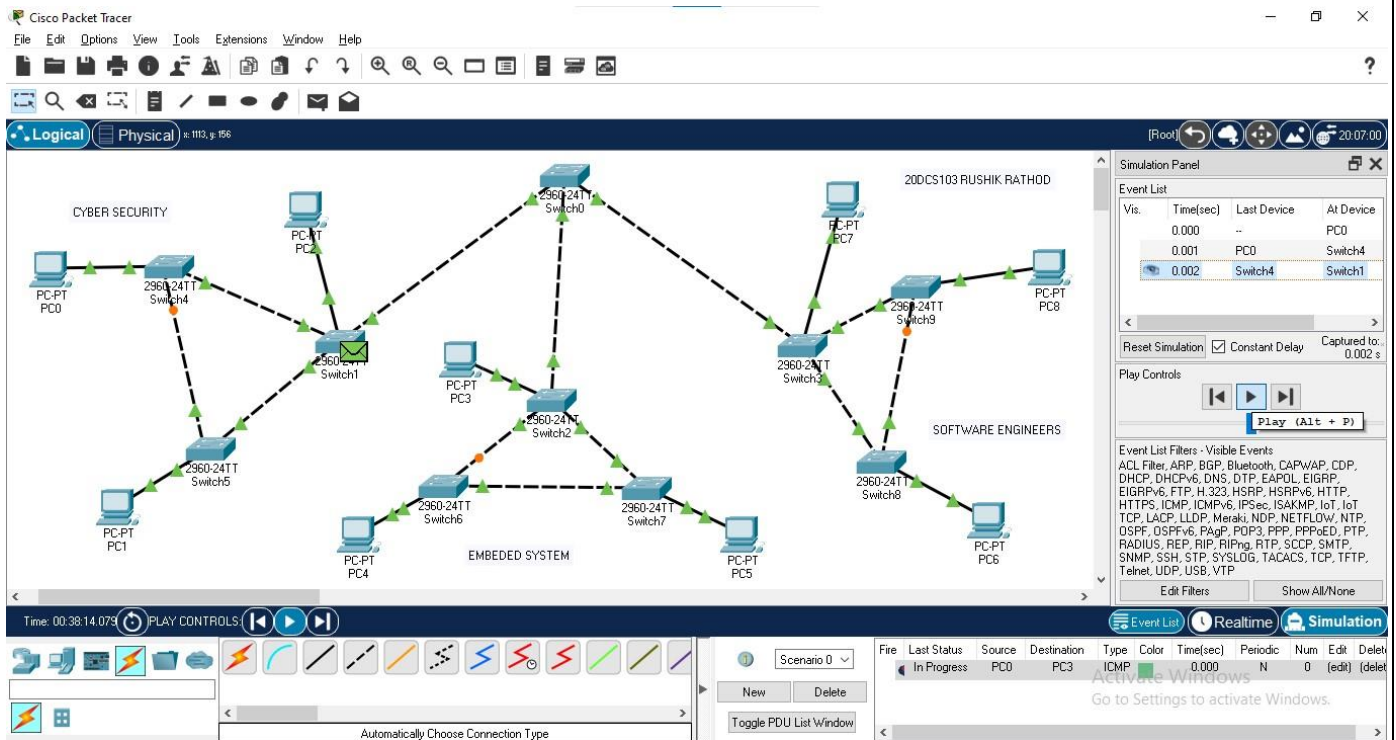 Cisco Packet Tracer
File Edit Options View Tools Extensions Window Help
?
Logical Physical x: 1113, y: 156
[Root] 20:07:00
CYBER SECURITY
20DCS103 RUSHIK RATHOD
2960-24TT
Switch0
PC-PT
PC2
PC-PT
PC7
PC-PT
PC0
2960-24TT
Switch4
PC-PT
PC8
2960-24TT
Switch9
2960-24TT
Switch1
PC-PT
PC3
2960-24TT
Switch3
2960-24TT
Switch2
SOFTWARE ENGINEERS
2960-24TT
Switch5
2960-24TT
Switch8
2960-24TT
Switch6
2960-24TT
Switch7
PC-PT
PC1
PC-PT
PC4
EMBEDED SYSTEM
PC-PT
PC5
PC-PT
PC6
Simulation Panel
Event List
Vis. Time(sec) Last Device At Device
0.000 -- PC0
0.001 PC0 Switch4
0.002 Switch4 Switch1
Reset Simulation Constant Delay Captured to:
0.002 s
Play Controls
Play (Alt + P)
Event List Filters - Visible Events
ACL Filter, ARP, BGP, Bluetooth, CAPWAP, CDP,
DHCP, DHCPv6, DNS, DTP, EAPOL, EIGRP,
EIGRPv6, FTP, H.323, HSRP, HSRPv6, HTTP,
HTTPS, ICMP, ICMPv6, IPSec, ISAKMP, IoT, IoT
TCP, LACP, LLDP, Meraki, NDP, NETFLOW, NTP,
OSPF, OSPFv6, PAgP, POP3, PPP, PPPoED, PTP,
RADIUS, REP, RIP, RIPng, RTP, SCCP, SMTP,
SNMP, SSH, STP, SYSLOG, TACACS, TCP, TFTP,
Telnet, UDP, USB, VTP
Edit Filters Show All/None
Time: 00:38:14.079 PLAY CONTROLS:
Event List Realtime Simulation
Scenario 0
New Delete
Toggle PDU List Window
Automatically Choose Connection Type
Fire Last Status Source Destination Type Color Time(sec) Periodic Num Edit Delet
In Progress PC0 PC3 ICMP 0.000 N 0 (edit) (delet
Activate Windows
Go to Settings to activate Windows.